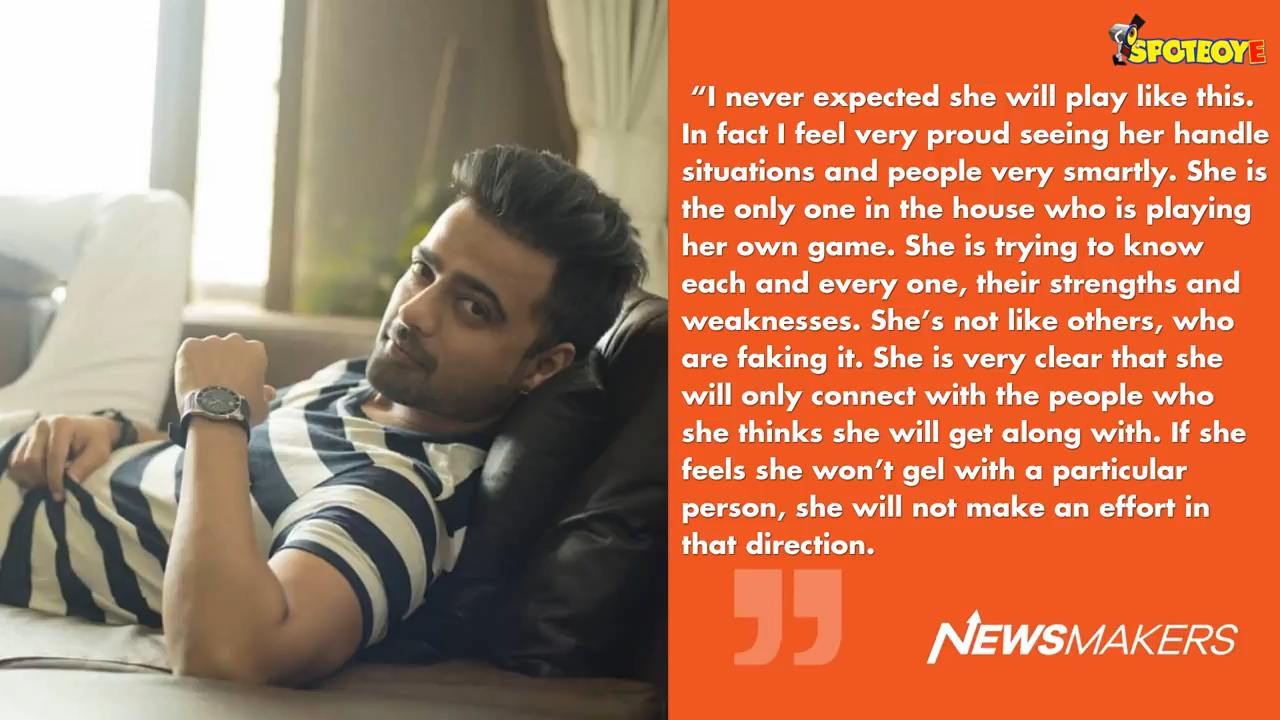 SPOTBOYE
“I never expected she will play like this.
In fact I feel very proud seeing her handle
situations and people very smartly. She is
the only one in the house who is playing
her own game. She is trying to know
each and every one, their strengths and
weaknesses. She’s not like others, who
are faking it. She is very clear that she
will only connect with the people who
she thinks she will get along with. If she
feels she won’t gel with a particular
person, she will not make an effort in
that direction.
”
NEWSMAKERS